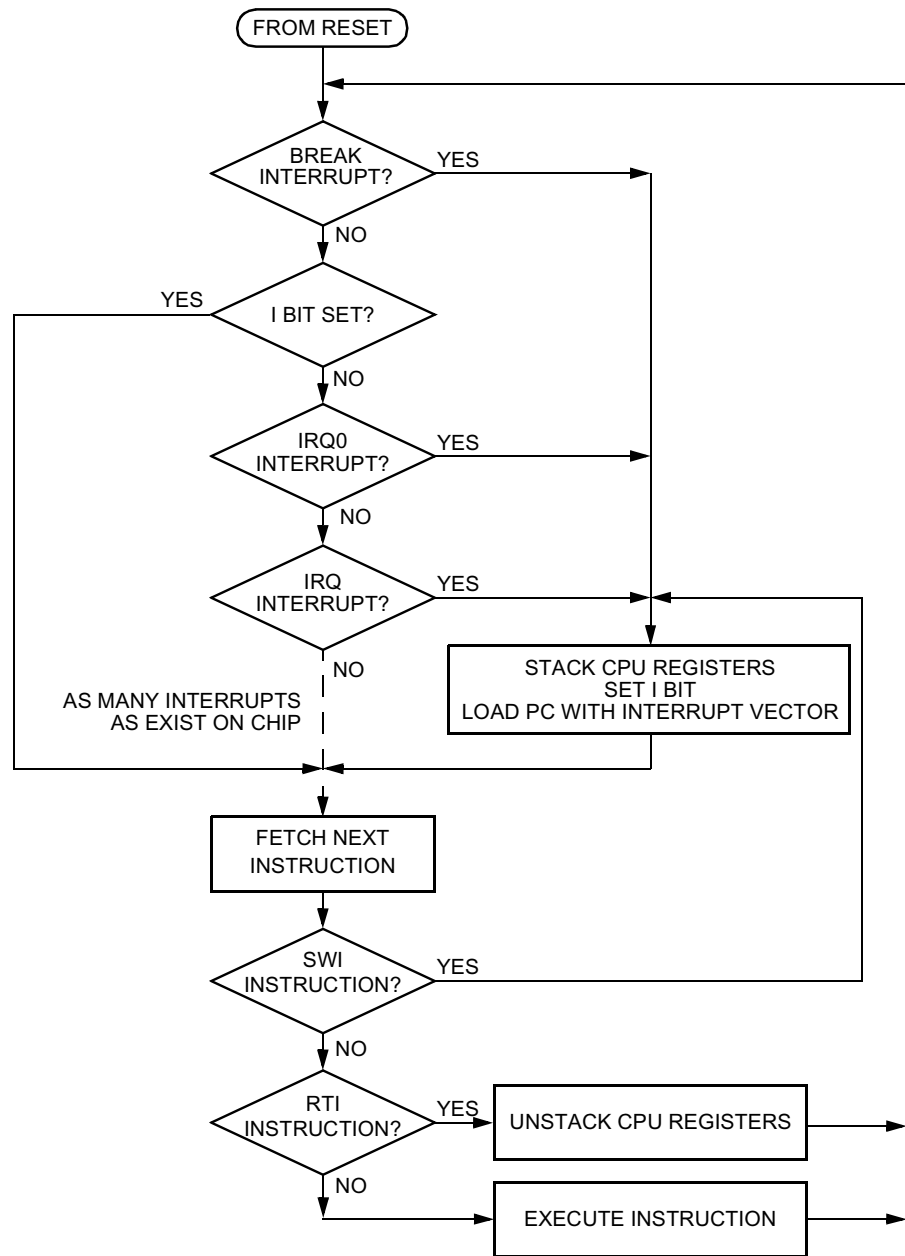 FROM RESET
BREAK
INTERRUPT?
YES
NO
YES
I BIT SET?
NO
IRQ0
INTERRUPT?
YES
NO
IRQ
INTERRUPT?
YES
NO
AS MANY INTERRUPTS
AS EXIST ON CHIP
STACK CPU REGISTERS
SET I BIT
LOAD PC WITH INTERRUPT VECTOR
FETCH NEXT
INSTRUCTION
SWI
INSTRUCTION?
YES
NO
RTI
INSTRUCTION?
YES
UNSTACK CPU REGISTERS
NO
EXECUTE INSTRUCTION